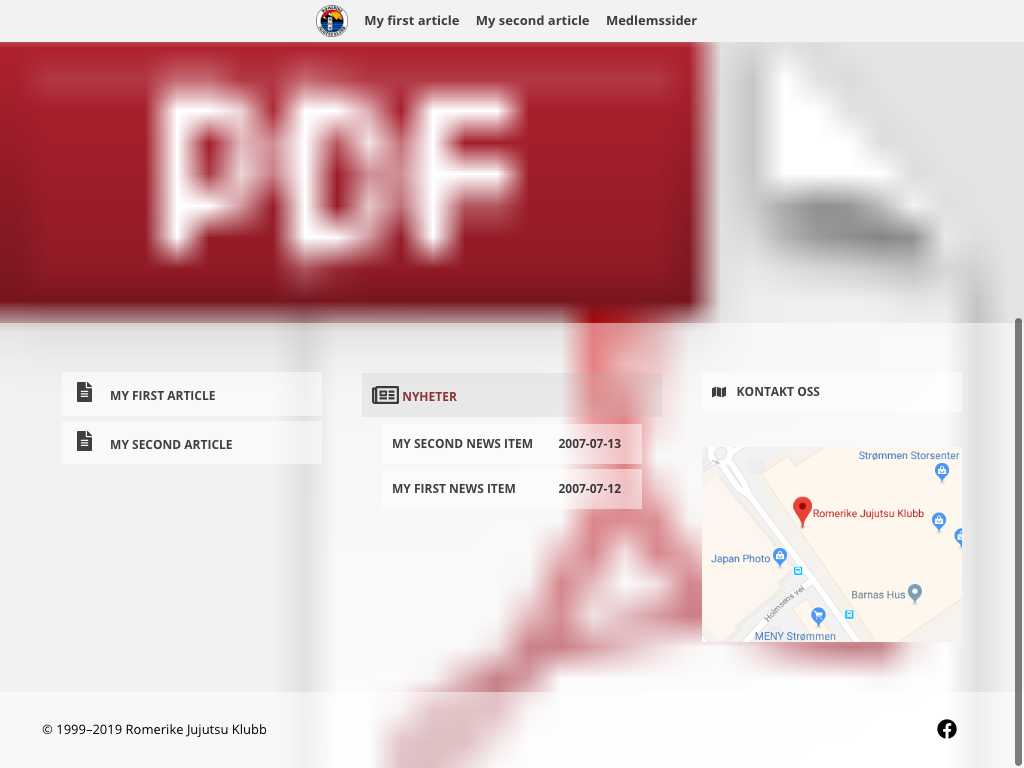 My first article My second article Medlemssider
PDF
MY FIRST ARTICLE
MY SECOND ARTICLE
NYHETER
MY SECOND NEWS ITEM 2007-07-13
MY FIRST NEWS ITEM 2007-07-12
KONTAKT OSS
Strømmen Storsenter
Romerike Jujutsu Klubb
Japan Photo
Barnas Hus
Holmsens vei
MENY Strømmen
© 1999–2019 Romerike Jujutsu Klubb